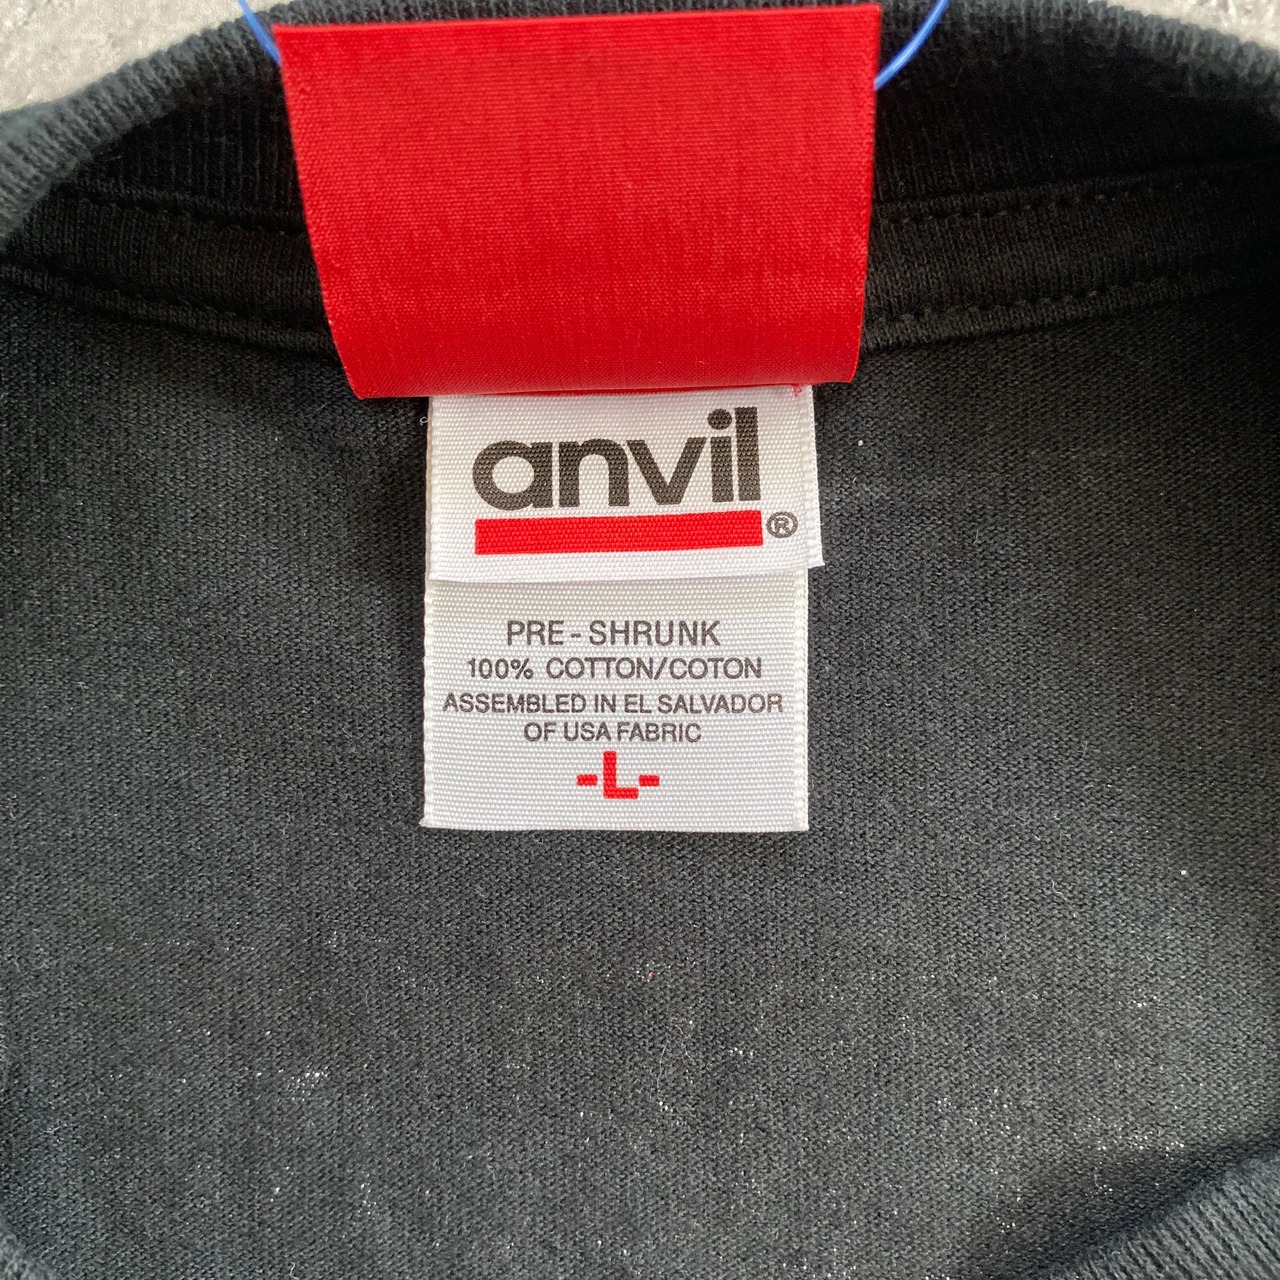 anvil®
PRE-SHRUNK
100% COTTON/COTON
ASSEMBLED IN EL SALVADOR
OF USA FABRIC
-L-